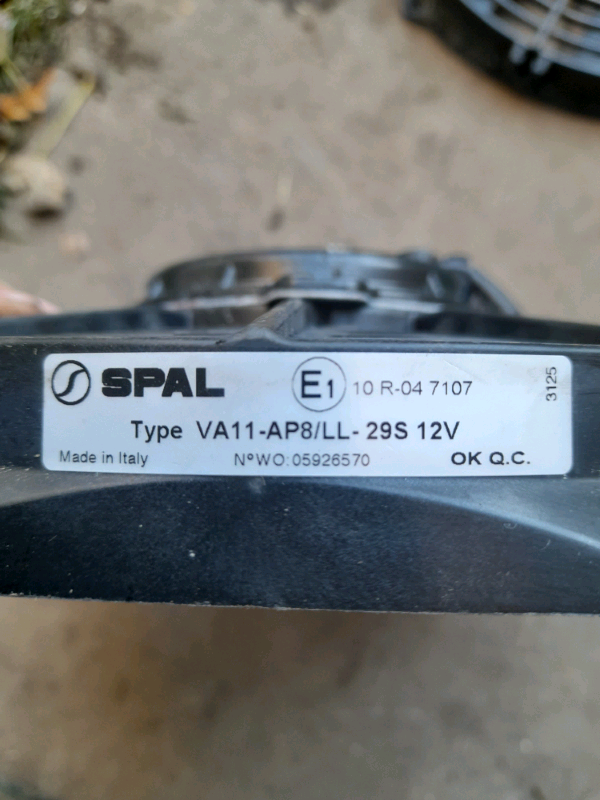 SPAL E1 10 R-04 7107
3125
Type VA11-AP8/LL-29S 12V
Made in Italy N°WO:05926570 OK Q.C.